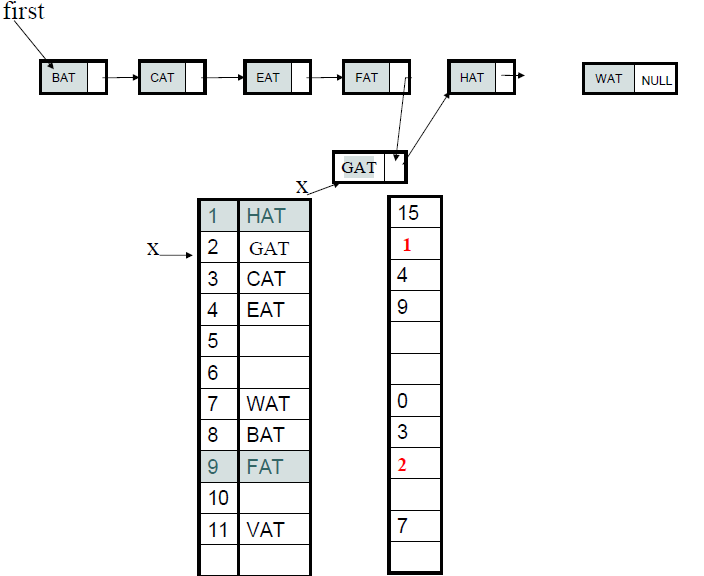 first
BAT CAT EAT FAT HAT WAT NULL
GAT
X
1 HAT 15
X 2 GAT 1
3 CAT 4
4 EAT 9
5
6
7 WAT 0
8 BAT 3
9 FAT 2
10
11 VAT 7